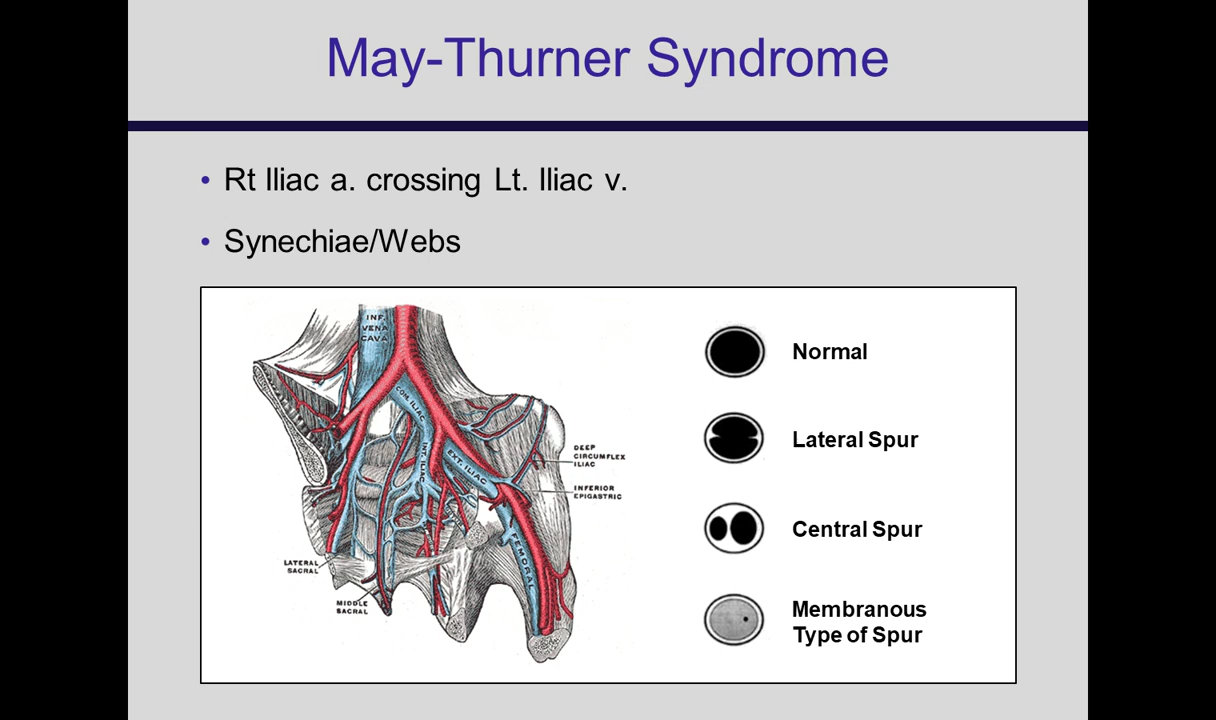 May-Thurner Syndrome
• Rt Iliac a. crossing Lt. Iliac v.
• Synechiae/Webs
INF.
VENA
CAVA
COM. ILIAC
INT. ILIAC
EXT. ILIAC
DEEP
CIRCUMFLEX
ILIAC
INFERIOR
EPIGASTRIC
FEMORAL
LATERAL
SACRAL
MIDDLE
SACRAL
Normal
Lateral Spur
Central Spur
Membranous
Type of Spur